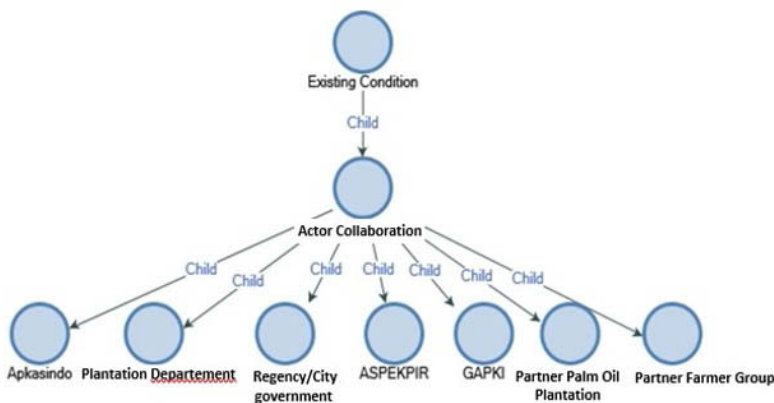 Existing Condition
Child
Actor Collaboration
Child
Child
Child
Child
Child
Child
Child
Apkasindo
Plantation Departement
Regency/City
government
ASPEKPIR
GAPKI
Partner Palm Oil
Plantation
Partner Farmer Group